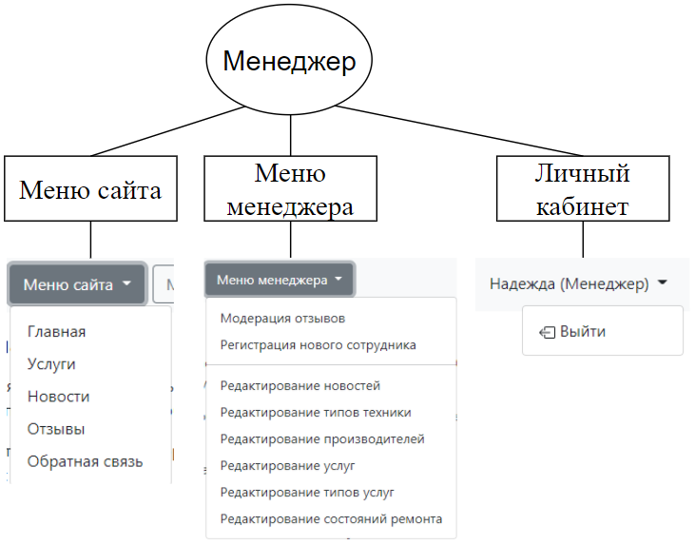 Менеджер
Меню сайта
Меню
менеджера
Личный
кабинет
Меню сайта
Главная
Услуги
Новости
Отзывы
Обратная связь
Меню менеджера
Модерация отзывов
Регистрация нового сотрудника
Редактирование новостей
Редактирование типов техники
Редактирование производителей
Редактирование услуг
Редактирование типов услуг
Редактирование состояний ремонта
Надежда (Менеджер)
Выйти